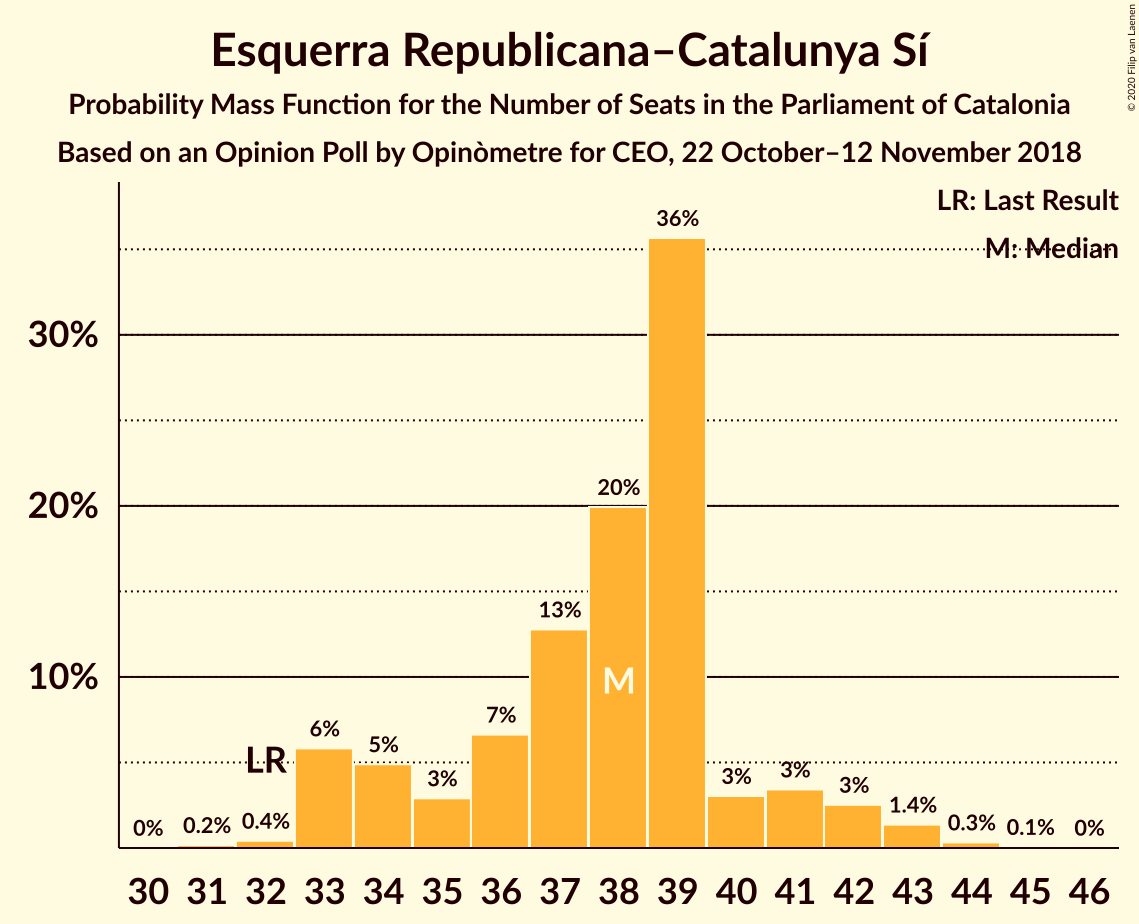 Esquerra Republicana–Catalunya Sí
Probability Mass Function for the Number of Seats in the Parliament of Catalonia
Based on an Opinion Poll by Opinòmetre for CEO, 22 October–12 November 2018
© 2020 Filip van Laenen
LR: Last Result
M: Median
36%
30%
20%
20%
13%
10%
M
7%
6%
5%
LR
3%
3%
3%
3%
1.4%
0% 0.2% 0.4% 0.3% 0.1% 0%
30 31 32 33 34 35 36 37 38 39 40 41 42 43 44 45 46